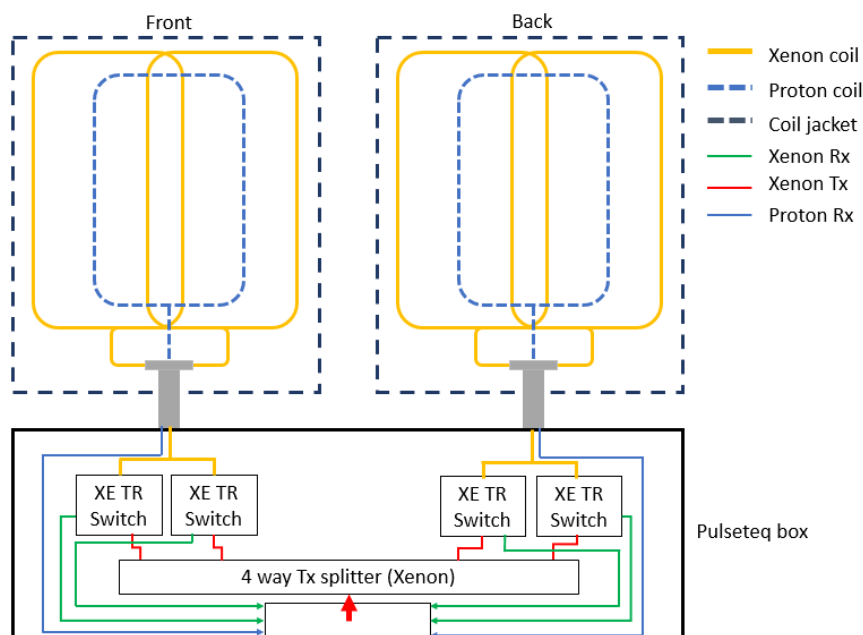 Front
Back
Xenon coil
Proton coil
Coil jacket
Xenon Rx
Xenon Tx
Proton Rx
XE TR
Switch
XE TR
Switch
XE TR
Switch
XE TR
Switch
Pulseteq box
4 way Tx splitter (Xenon)